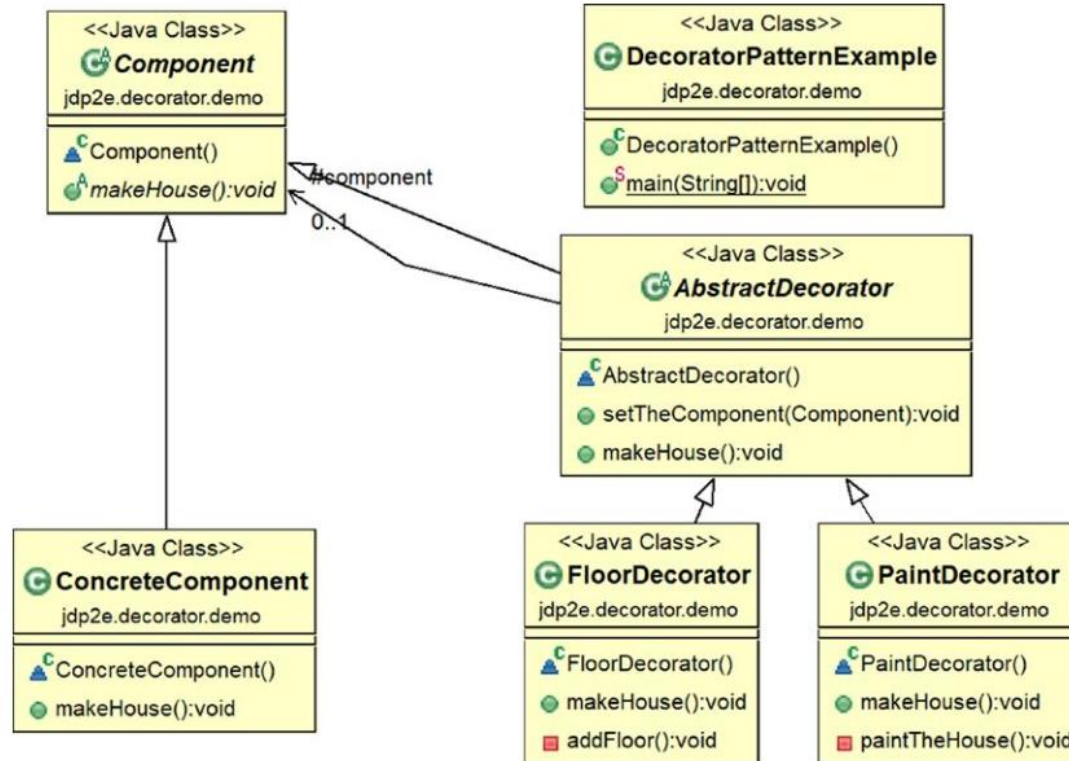 <<Java Class>>
Component
jdp2e.decorator.demo
Component()
makeHouse():void
<<Java Class>>
DecoratorPatternExample
jdp2e.decorator.demo
DecoratorPatternExample()
main(String[]):void
#component
0..1
<<Java Class>>
AbstractDecorator
jdp2e.decorator.demo
AbstractDecorator()
setTheComponent(Component):void
makeHouse():void
<<Java Class>>
ConcreteComponent
jdp2e.decorator.demo
ConcreteComponent()
makeHouse():void
<<Java Class>>
FloorDecorator
jdp2e.decorator.demo
FloorDecorator()
makeHouse():void
addFloor():void
<<Java Class>>
PaintDecorator
jdp2e.decorator.demo
PaintDecorator()
makeHouse():void
paintTheHouse():void